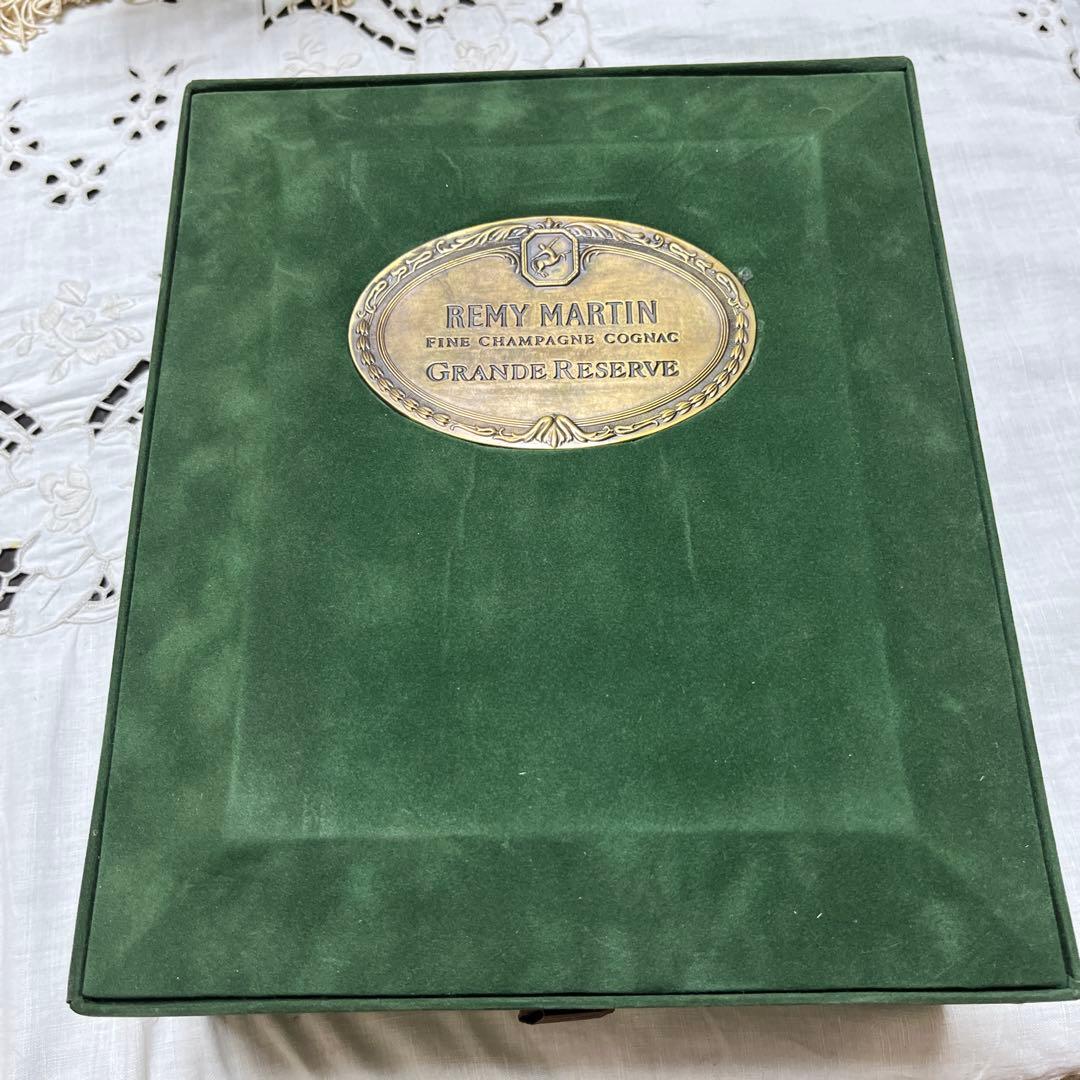 REMY MARTIN
FINE CHAMPAGNE COGNAC
GRANDE RESERVE